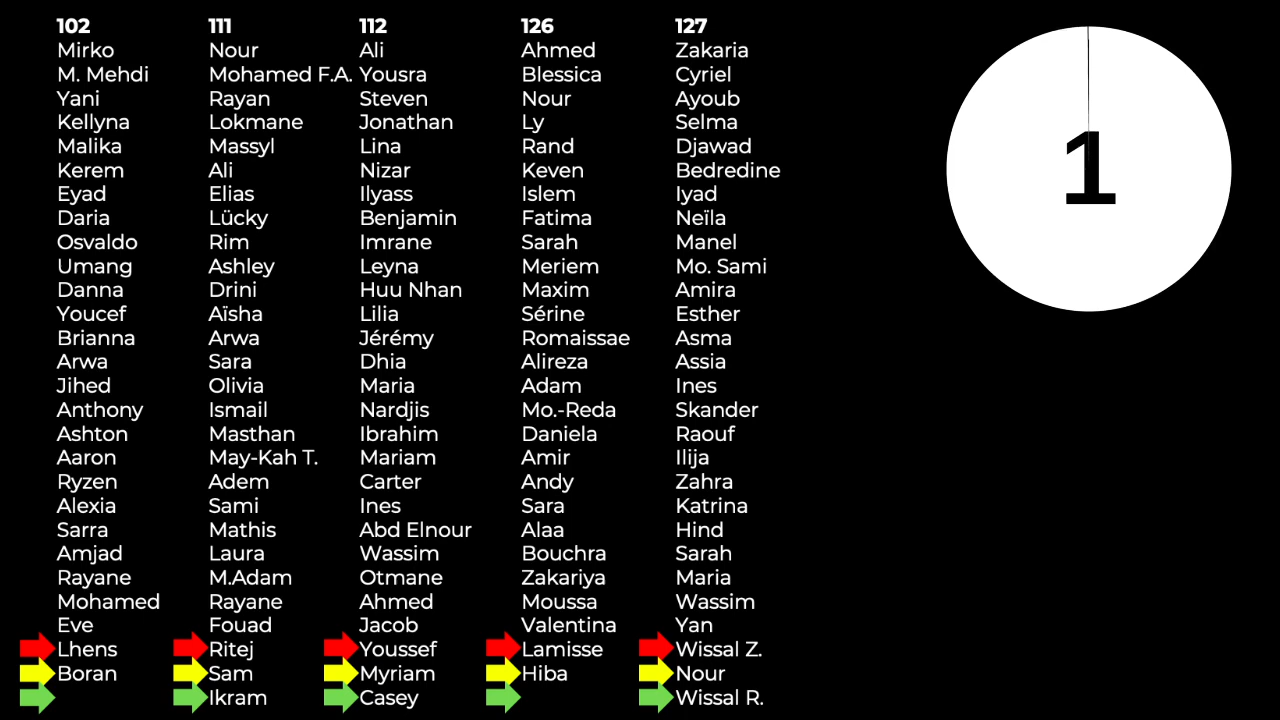 102
Mirko
M. Mehdi
Yani
Kellyna
Malika
Kerem
Eyad
Daria
Osvaldo
Umang
Danna
Youcef
Brianna
Arwa
Jihed
Anthony
Ashton
Aaron
Ryzen
Alexia
Sarra
Amjad
Rayane
Mohamed
Eve
Lhens
Boran
111
Nour
Mohamed F.A.
Rayan
Lokmane
Massyl
Ali
Elias
Lücky
Rim
Ashley
Drini
Aïsha
Arwa
Sara
Olivia
Ismail
Masthan
May-Kah T.
Adem
Sami
Mathis
Laura
M.Adam
Rayane
Fouad
Ritej
Sam
Ikram
112
Ali
Yousra
Steven
Jonathan
Lina
Nizar
Ilyass
Benjamin
Imrane
Leyna
Huu Nhan
Lilia
Jérémy
Dhia
Maria
Nardjis
Ibrahim
Mariam
Carter
Ines
Abd Elnour
Wassim
Otmane
Ahmed
Jacob
Youssef
Myriam
Casey
126
Ahmed
Blessica
Nour
Ly
Rand
Keven
Islem
Fatima
Sarah
Meriem
Maxim
Sérine
Romaissae
Alireza
Adam
Mo.-Reda
Daniela
Amir
Andy
Sara
Alaa
Bouchra
Zakariya
Moussa
Valentina
Lamisse
Hiba
127
Zakaria
Cyriel
Ayoub
Selma
Djawad
Bedredine
Iyad
Neïla
Manel
Mo. Sami
Amira
Esther
Asma
Assia
Ines
Skander
Raouf
Ilija
Zahra
Katrina
Hind
Sarah
Maria
Wassim
Yan
Wissal Z.
Nour
Wissal R.
1